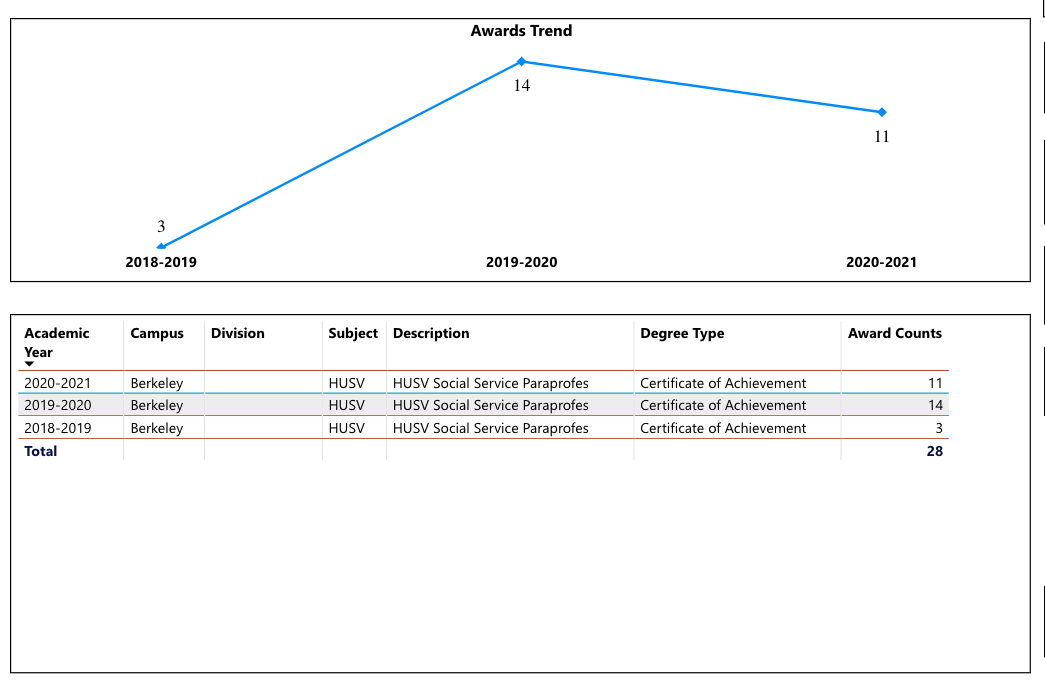 Awards Trend
14
11
3
2018-2019 2019-2020 2020-2021
Academic Year Campus Division Subject Description Degree Type Award Counts
2020-2021 Berkeley HUSV HUSV Social Service Paraprofes Certificate of Achievement 11
2019-2020 Berkeley HUSV HUSV Social Service Paraprofes Certificate of Achievement 14
2018-2019 Berkeley HUSV HUSV Social Service Paraprofes Certificate of Achievement 3
Total 28